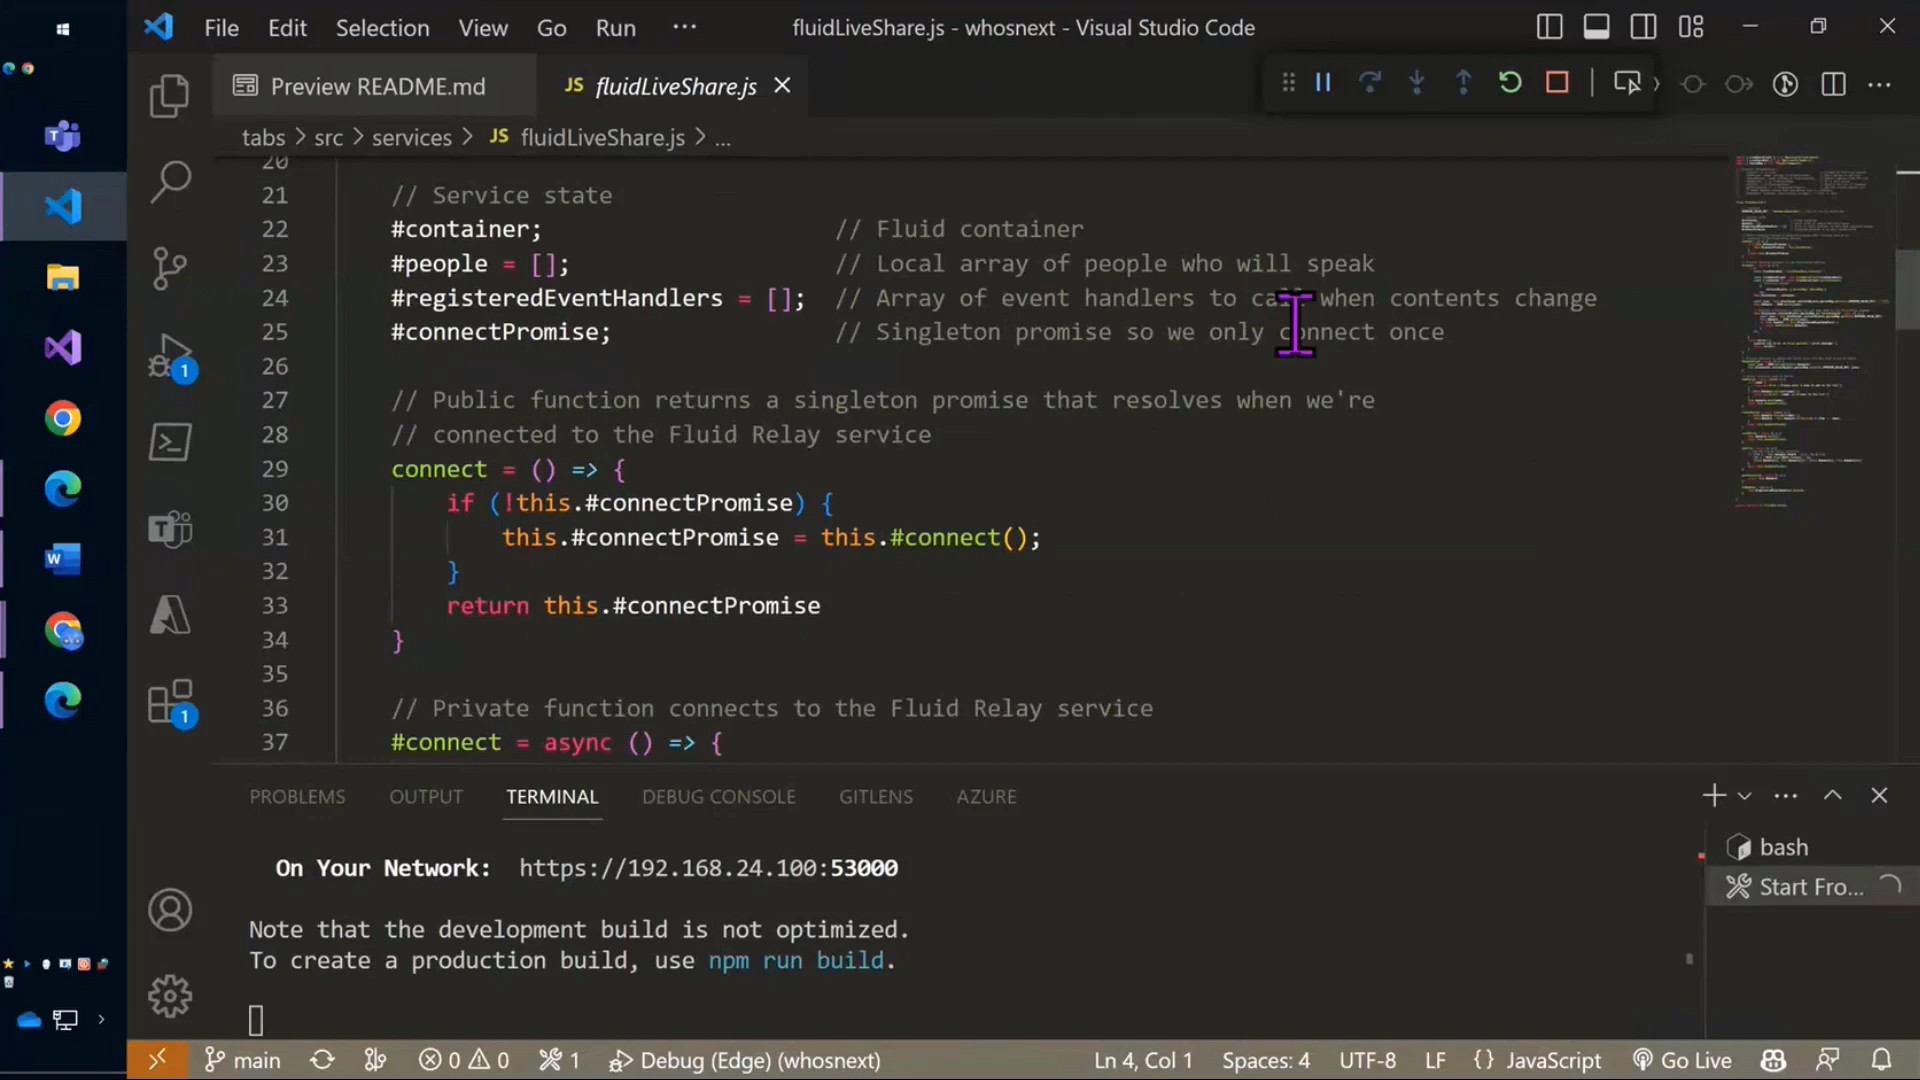 File Edit Selection View Go Run ··· fluidLiveShare.js - whosnext - Visual Studio Code
Preview README.md JS fluidLiveShare.js
tabs > src > services > JS fluidLiveShare.js > ...
20
21 // Service state
22 #container; // Fluid container
23 #people = []; // Local array of people who will speak
24 #registeredEventHandlers = []; // Array of event handlers to call when contents change
25 #connectPromise; // Singleton promise so we only connect once
26
27 // Public function returns a singleton promise that resolves when we're
28 // connected to the Fluid Relay service
29 connect = () => {
30 if (!this.#connectPromise) {
31 this.#connectPromise = this.#connect();
32 }
33 return this.#connectPromise
34 }
35
36 // Private function connects to the Fluid Relay service
37 #connect = async () => {
1
1
PROBLEMS OUTPUT TERMINAL DEBUG CONSOLE GITLENS AZURE
On Your Network: https://192.168.24.100:53000
Note that the development build is not optimized.
To create a production build, use npm run build.
bash
Start Fro...
main 0 0 1 Debug (Edge) (whosnext) Ln 4, Col 1 Spaces: 4 UTF-8 LF {} JavaScript Go Live